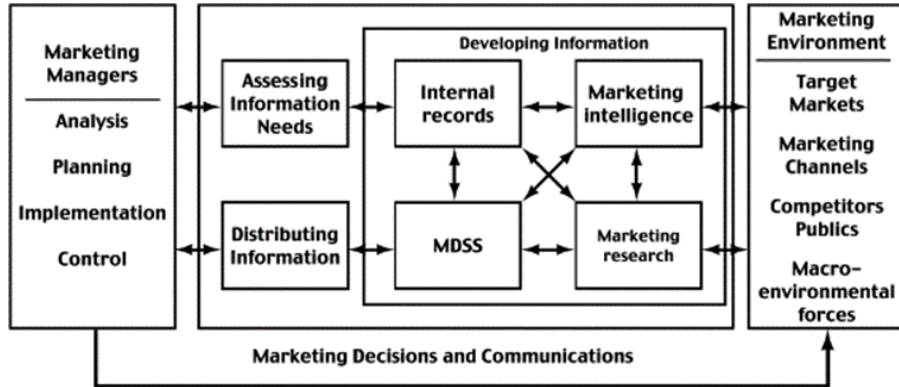 Marketing
Managers
Analysis
Planning
Implementation
Control
Assessing
Information
Needs
Distributing
Information
Developing Information
Internal
records
Marketing
intelligence
MDSS
Marketing
research
Marketing
Environment
Target
Markets
Marketing
Channels
Competitors
Publics
Macro-
environmental
forces
Marketing Decisions and Communications